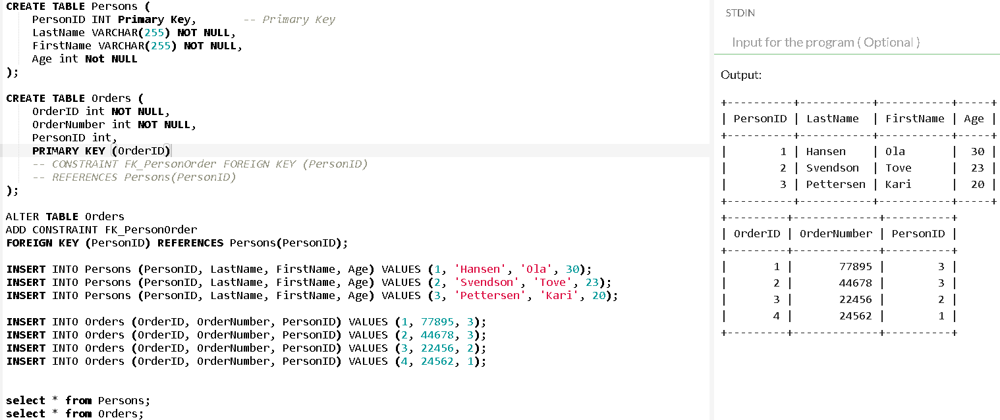 CREATE TABLE Persons (
    PersonID INT Primary Key,       -- Primary Key
    LastName VARCHAR(255) NOT NULL,
    FirstName VARCHAR(255) NOT NULL,
    Age int Not NULL
);
CREATE TABLE Orders (
    OrderID int NOT NULL,
    OrderNumber int NOT NULL,
    PersonID int,
    PRIMARY KEY (OrderID)
    -- CONSTRAINT FK_PersonOrder FOREIGN KEY (PersonID)
    -- REFERENCES Persons(PersonID)
);
ALTER TABLE Orders
ADD CONSTRAINT FK_PersonOrder
FOREIGN KEY (PersonID) REFERENCES Persons(PersonID);
INSERT INTO Persons (PersonID, LastName, FirstName, Age) VALUES (1, 'Hansen', 'Ola', 30);
INSERT INTO Persons (PersonID, LastName, FirstName, Age) VALUES (2, 'Svendson', 'Tove', 23);
INSERT INTO Persons (PersonID, LastName, FirstName, Age) VALUES (3, 'Pettersen', 'Kari', 20);
INSERT INTO Orders (OrderID, OrderNumber, PersonID) VALUES (1, 77895, 3);
INSERT INTO Orders (OrderID, OrderNumber, PersonID) VALUES (2, 44678, 3);
INSERT INTO Orders (OrderID, OrderNumber, PersonID) VALUES (3, 22456, 2);
INSERT INTO Orders (OrderID, OrderNumber, PersonID) VALUES (4, 24562, 1);
select * from Persons;
select * from Orders;
STDIN
Input for the program ( Optional )
Output:
+----------+-----------+-----------+-----+
| PersonID | LastName  | FirstName | Age |
+----------+-----------+-----------+-----+
|        1 | Hansen    | Ola       |  30 |
|        2 | Svendson  | Tove      |  23 |
|        3 | Pettersen | Kari      |  20 |
+----------+-----------+-----------+-----+
+---------+-------------+----------+
| OrderID | OrderNumber | PersonID |
+---------+-------------+----------+
|       1 |       77895 |        3 |
|       2 |       44678 |        3 |
|       3 |       22456 |        2 |
|       4 |       24562 |        1 |
+---------+-------------+----------+